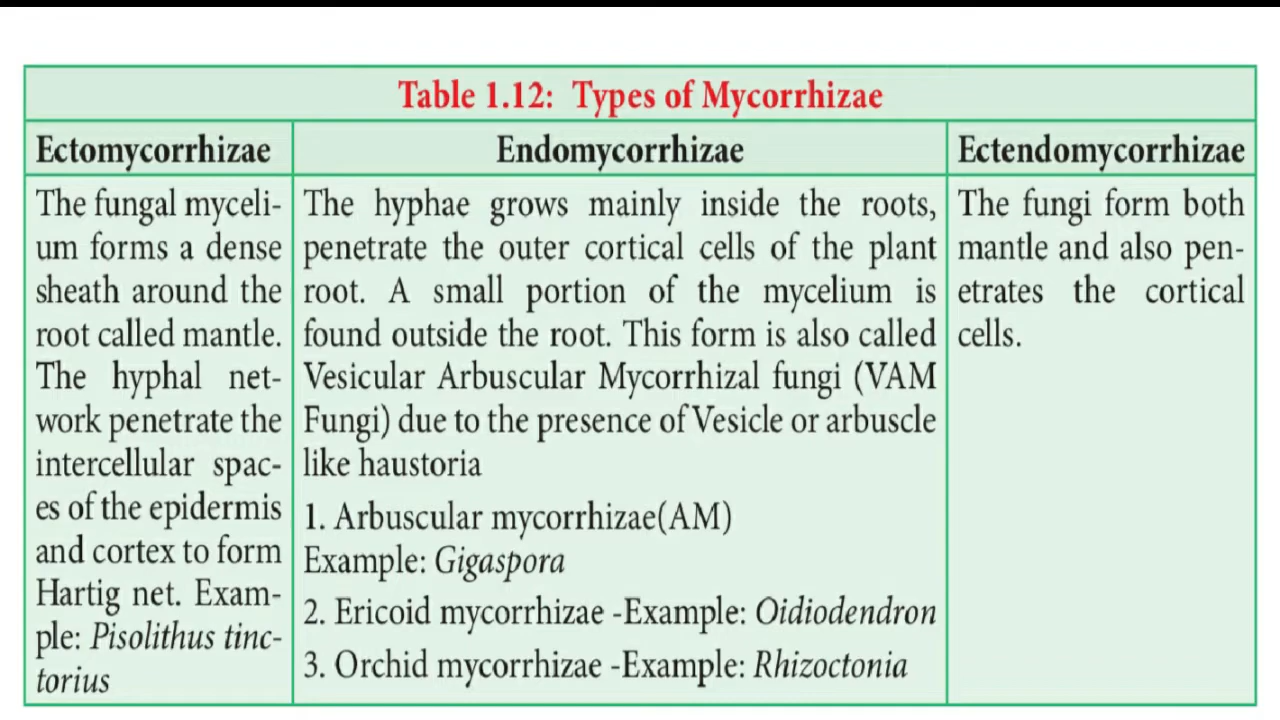 Table 1.12: Types of Mycorrhizae
Ectomycorrhizae
The fungal myceli-
um forms a dense
sheath around the
root called mantle.
The hyphal net-
work penetrate the
intercellular spac-
es of the epidermis
and cortex to form
Hartig net. Exam-
ple: Pisolithus tinc-
torius
Endomycorrhizae
The hyphae grows mainly inside the roots,
penetrate the outer cortical cells of the plant
root. A small portion of the mycelium is
found outside the root. This form is also called
Vesicular Arbuscular Mycorrhizal fungi (VAM
Fungi) due to the presence of Vesicle or arbuscle
like haustoria
1. Arbuscular mycorrhizae(AM)
Example: Gigaspora
2. Ericoid mycorrhizae -Example: Oidiodendron
3. Orchid mycorrhizae -Example: Rhizoctonia
Ectendomycorrhizae
The fungi form both
mantle and also pen-
etrates the cortical
cells.